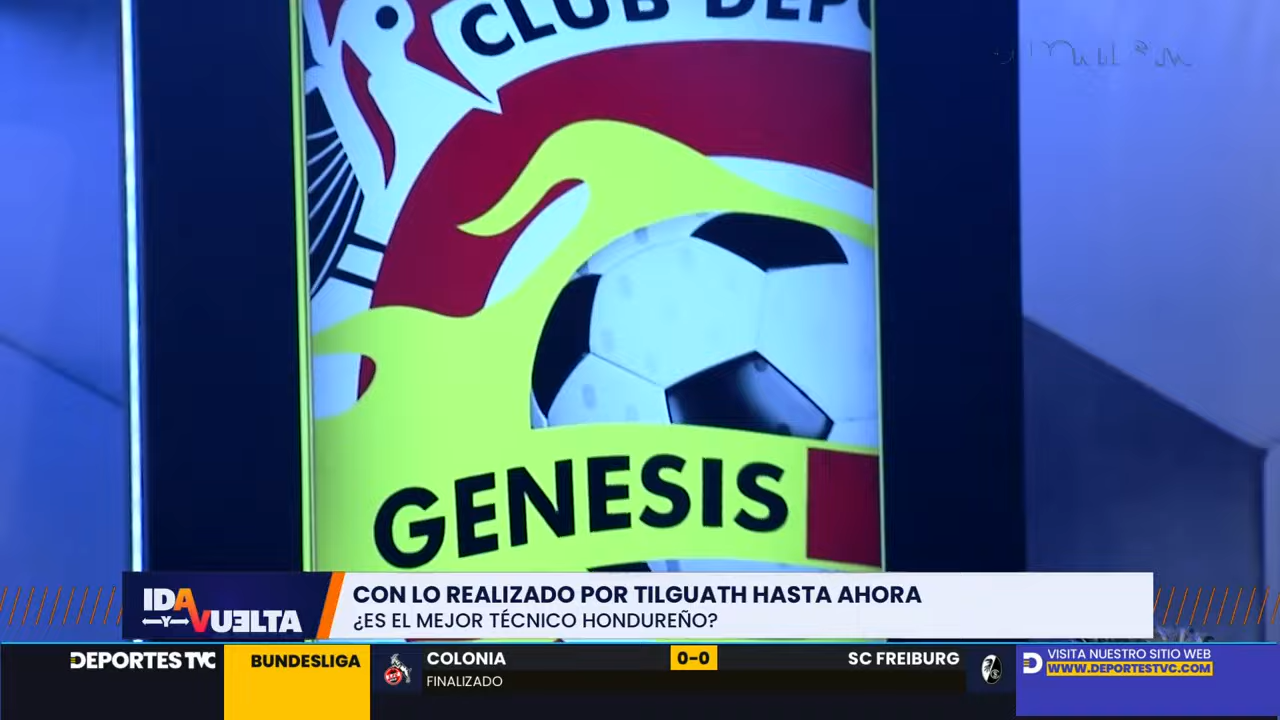 CLUB DEPO
GENESIS
IDA
Y
VUELTA
CON LO REALIZADO POR TILGUATH HASTA AHORA
¿ES EL MEJOR TÉCNICO HONDUREÑO?
DEPORTES TVC
BUNDESLIGA
COLONIA
0-0
SC FREIBURG
FINALIZADO
VISITA NUESTRO SITIO WEB
WWW.DEPORTESTVC.COM